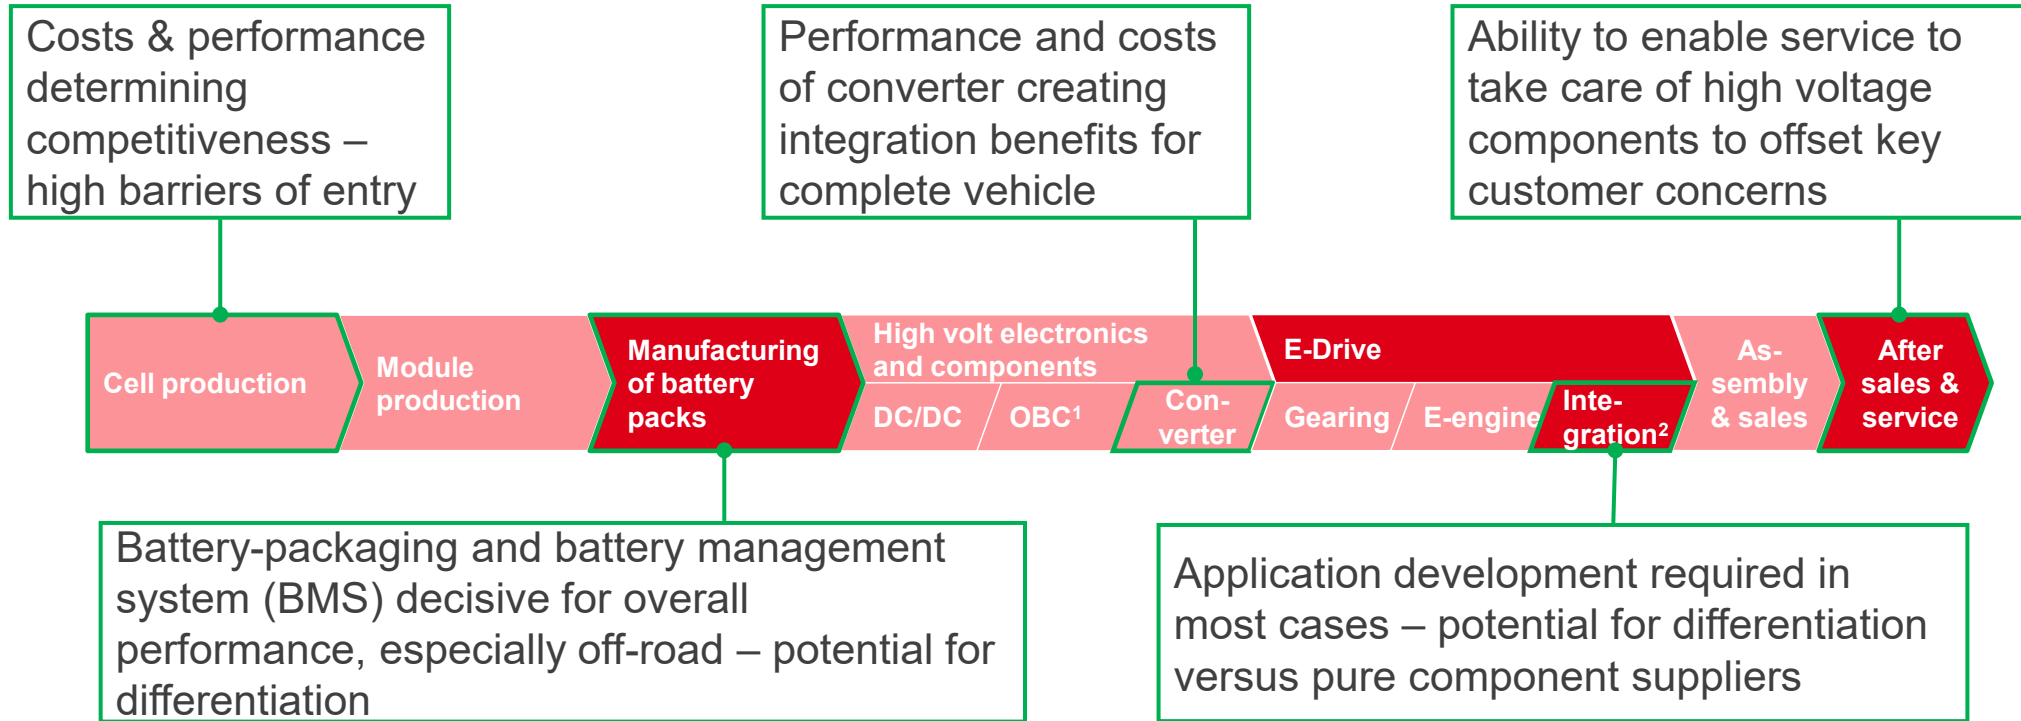 Costs & performance
determining
competitiveness –
high barriers of entry
Performance and costs
of converter creating
integration benefits for
complete vehicle
Ability to enable service to
take care of high voltage
components to offset key
customer concerns
Cell production
Module
production
Manufacturing
of battery
packs
High volt electronics
and components
DC/DC
OBC¹
Con-
verter
E-Drive
Gearing
E-engine
Inte-
gration²
As-
sembly
& sales
After
sales &
service
Battery-packaging and battery management
system (BMS) decisive for overall
performance, especially off-road – potential for
differentiation
Application development required in
most cases – potential for differentiation
versus pure component suppliers